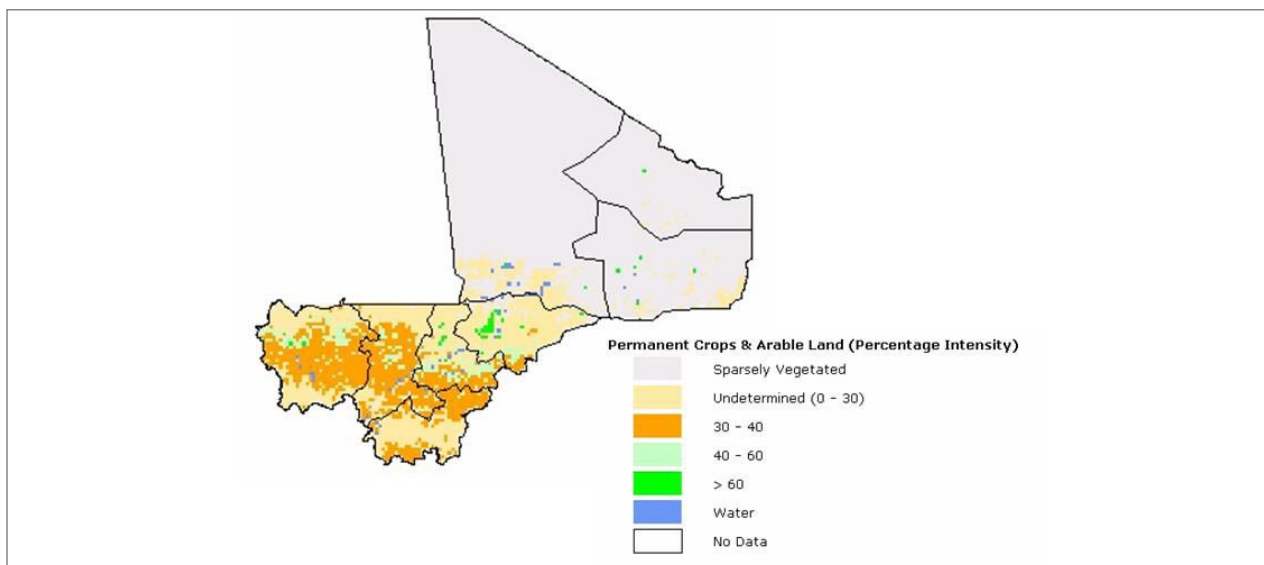 Permanent Crops & Arable Land (Percentage Intensity)
Sparsely Vegetated
Undetermined (0 - 30)
30 - 40
40 - 60
> 60
Water
No Data